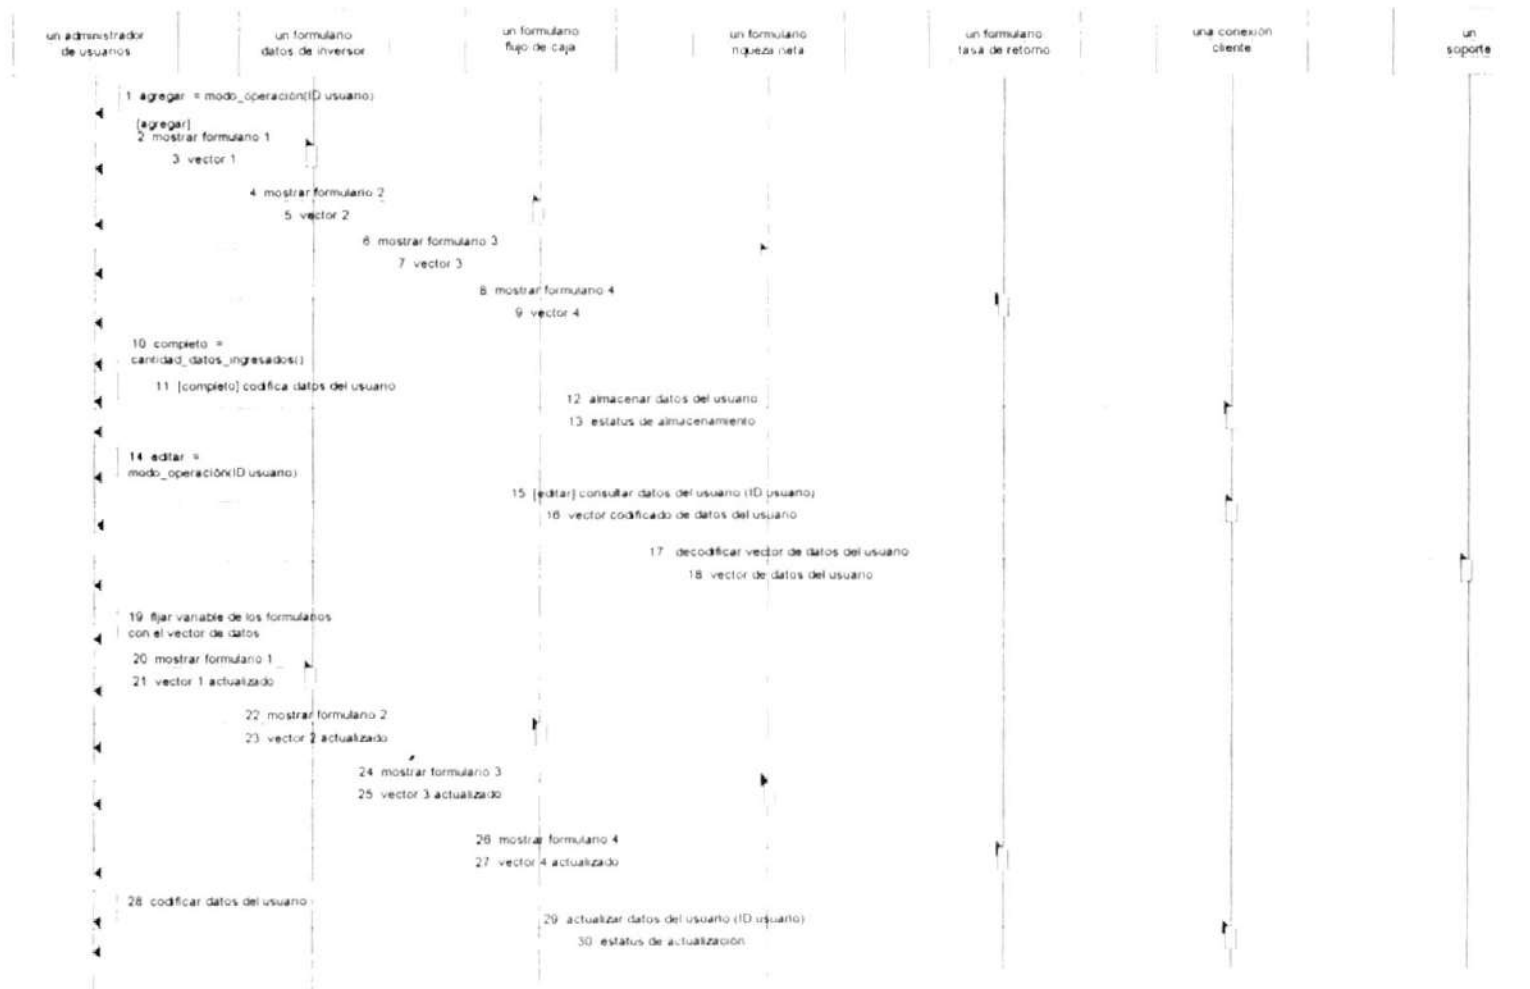 un administrador
de usuarios
un formulario
datos de inversor
un formulario
flujo de caja
un formulario
riqueza neta
un formulario
tasa de retorno
una conexión
cliente
un
soporte
1 agregar = modo_operación(ID usuario)
[agregar]
2 mostrar formulario 1
3 vector 1
4 mostrar formulario 2
5 vector 2
6 mostrar formulario 3
7 vector 3
8 mostrar formulario 4
9 vector 4
10 completo =
cantidad_datos_ingresados()
11 [completo] codifica datos del usuario
12 almacenar datos del usuario
13 estatus de almacenamiento
14 editar =
modo_operación(ID usuario)
15 [editar] consultar datos del usuario (ID usuario)
16 vector codificado de datos del usuario
17 decodificar vector de datos del usuario
18 vector de datos del usuario
19 fijar variable de los formularios
con el vector de datos
20 mostrar formulario 1
21 vector 1 actualizado
22 mostrar formulario 2
23 vector 2 actualizado
24 mostrar formulario 3
25 vector 3 actualizado
26 mostrar formulario 4
27 vector 4 actualizado
28 codificar datos del usuario
29 actualizar datos del usuario (ID usuario)
30 estatus de actualización